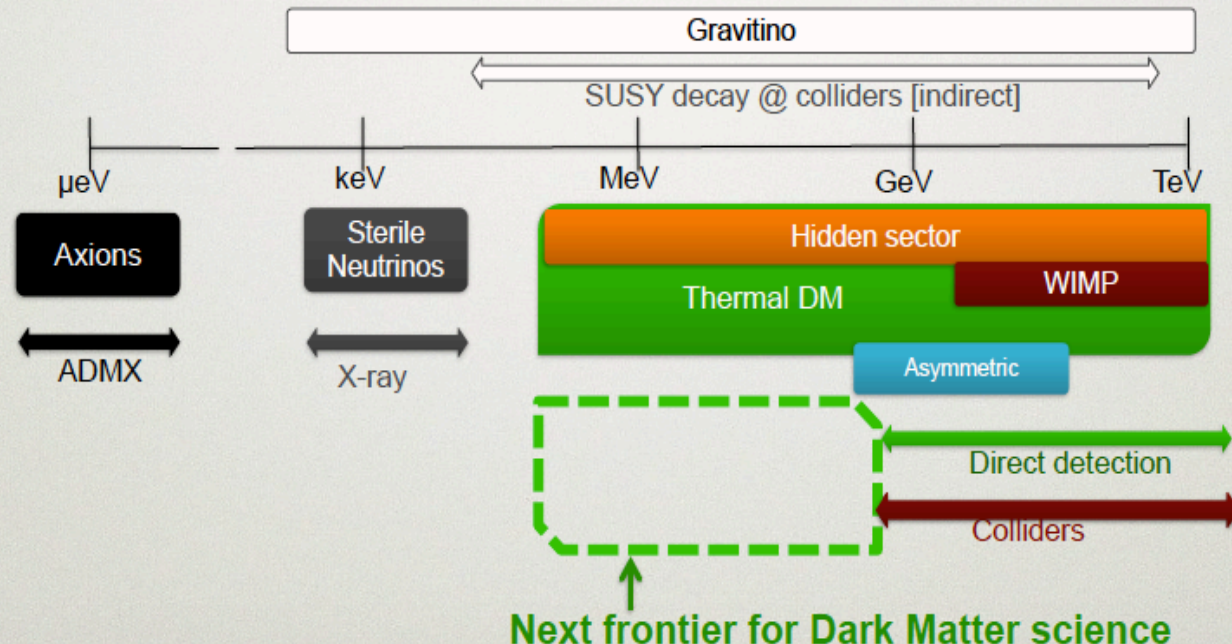 Gravitino
SUSY decay @ colliders [indirect]
μeV
keV
MeV
GeV
TeV
Axions
Sterile
Neutrinos
Hidden sector
WIMP
Thermal DM
ADMX
X-ray
Asymmetric
Direct detection
Colliders
Next frontier for Dark Matter science